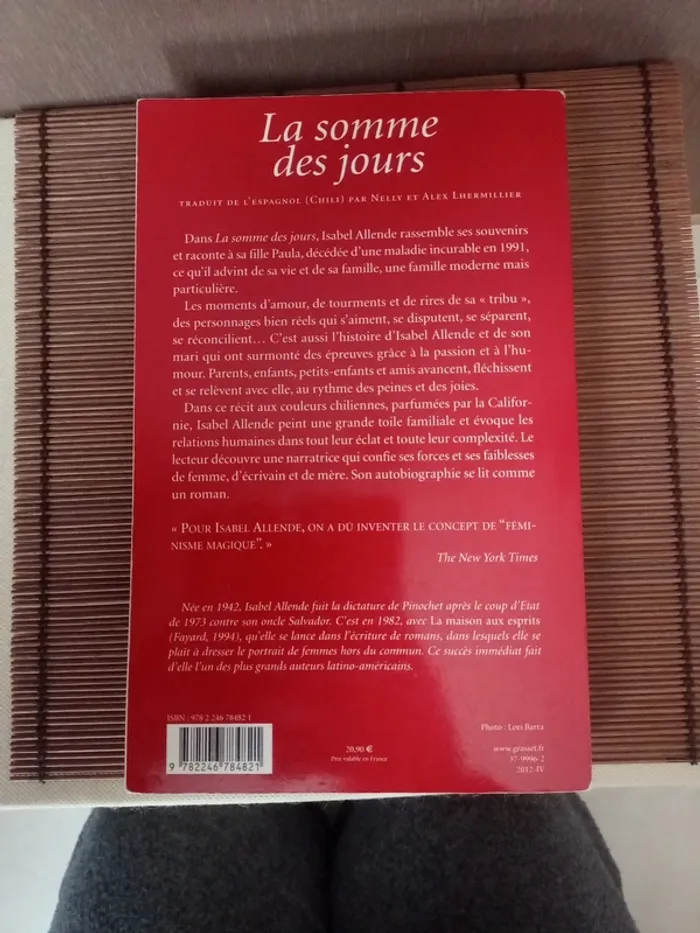 La somme
des jours
TRADUIT DE L'ESPAGNOL (CHILI) PAR NELLY ET ALEX LHERMILLIER
Dans La somme des jours, Isabel Allende rassemble ses souvenirs
et raconte à sa fille Paula, décédée d'une maladie incurable en 1991,
ce qu'il advint de sa vie et de sa famille, une famille moderne mais
particulière.
Les moments d'amour, de tourments et de rires de sa « tribu »,
des personnages bien réels qui s'aiment, se disputent, se séparent,
se réconcilient... C'est aussi l'histoire d'Isabel Allende et de son
mari qui ont surmonté des épreuves grâce à la passion et à l'hu-
mour. Parents, enfants, petits-enfants et amis avancent, fléchissent
et se relèvent avec elle, au rythme des peines et des joies.
Dans ce récit aux couleurs chiliennes, parfumées par la Califor-
nie, Isabel Allende peint une grande toile familiale et évoque les
relations humaines dans tout leur éclat et toute leur complexité. Le
lecteur découvre une narratrice qui confie ses forces et ses faiblesses
de femme, d'écrivain et de mère. Son autobiographie se lit comme
un roman.
« POUR ISABEL ALLENDE, ON A DÛ INVENTER LE CONCEPT DE "FÉMI-
NISME MAGIQUE". »
The New York Times
Née en 1942, Isabel Allende fuit la dictature de Pinochet après le coup d'Etat
de 1973 contre son oncle Salvador. C'est en 1982, avec La maison aux esprits
(Fayard, 1994), qu'elle se lance dans l'écriture de romans, dans lesquels elle se
plaît à dresser le portrait de femmes hors du commun. Ce succès immédiat fait
d'elle l'un des plus grands auteurs latino-américains.
ISBN : 978 2 246 78482 1
9 782246 784821
20,90 €
Prix valable en France
Photo : Lori Barra
www.grasset.fr
37-9996-2
2012-IV